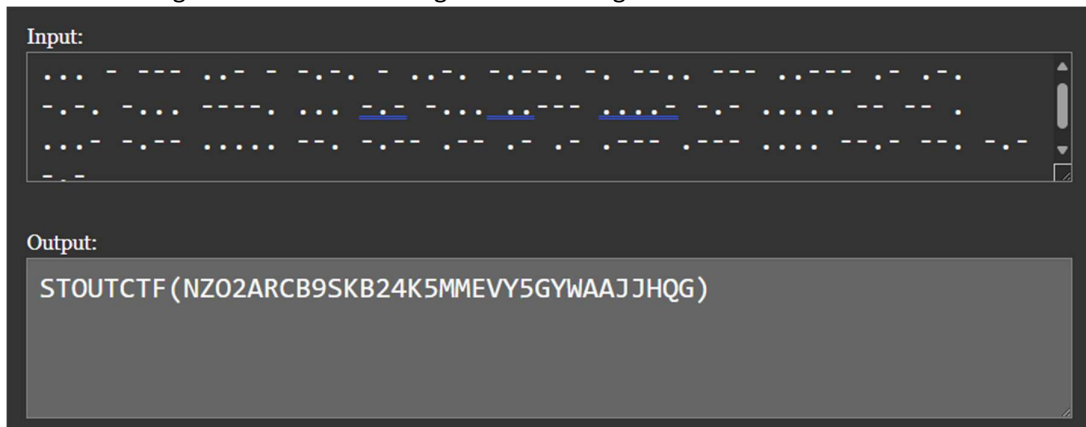 Input:
... - --- ..- - -.-. - ..-. -.--. -. --.. --- ..--- .- .-.
-.-. -... ----. ... -.- -... ..--- ....- -.- ..... -- -- .
...- -.-- ..... --. -.-- .-- .- .- .--- .--- .... --.- --. -.-
-.-
Output:
STOUTCTF(NZO2ARCB9SKB24K5MMEVY5GYWAAJJHQG)